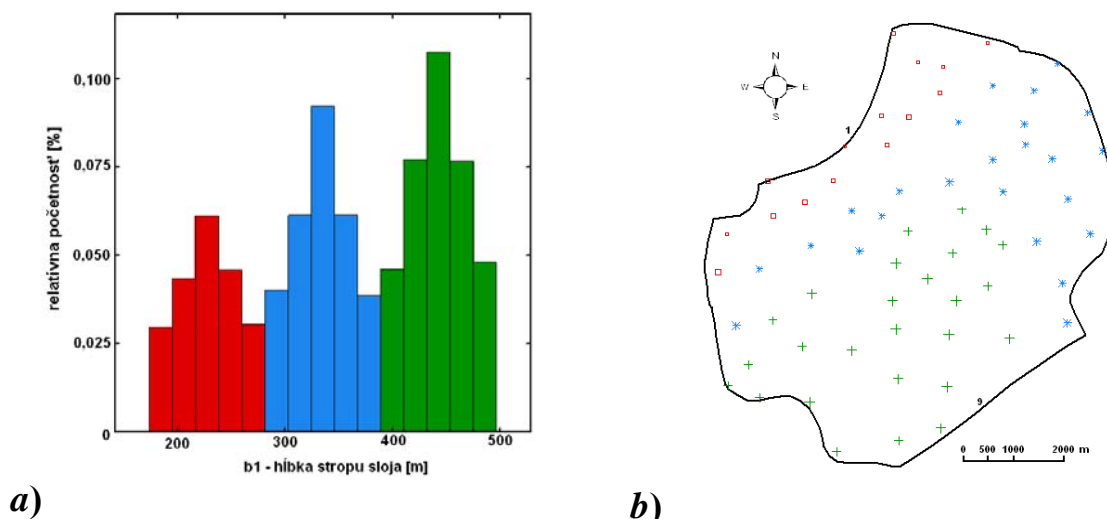 relatívna početnosť [%]
0,100
0,075
0,050
0,025
0
200 300 400 500
b1 - hĺbka stropu sloja [m]
a)
N
W E
S
1
9
0 500 1000 2000 m
b)